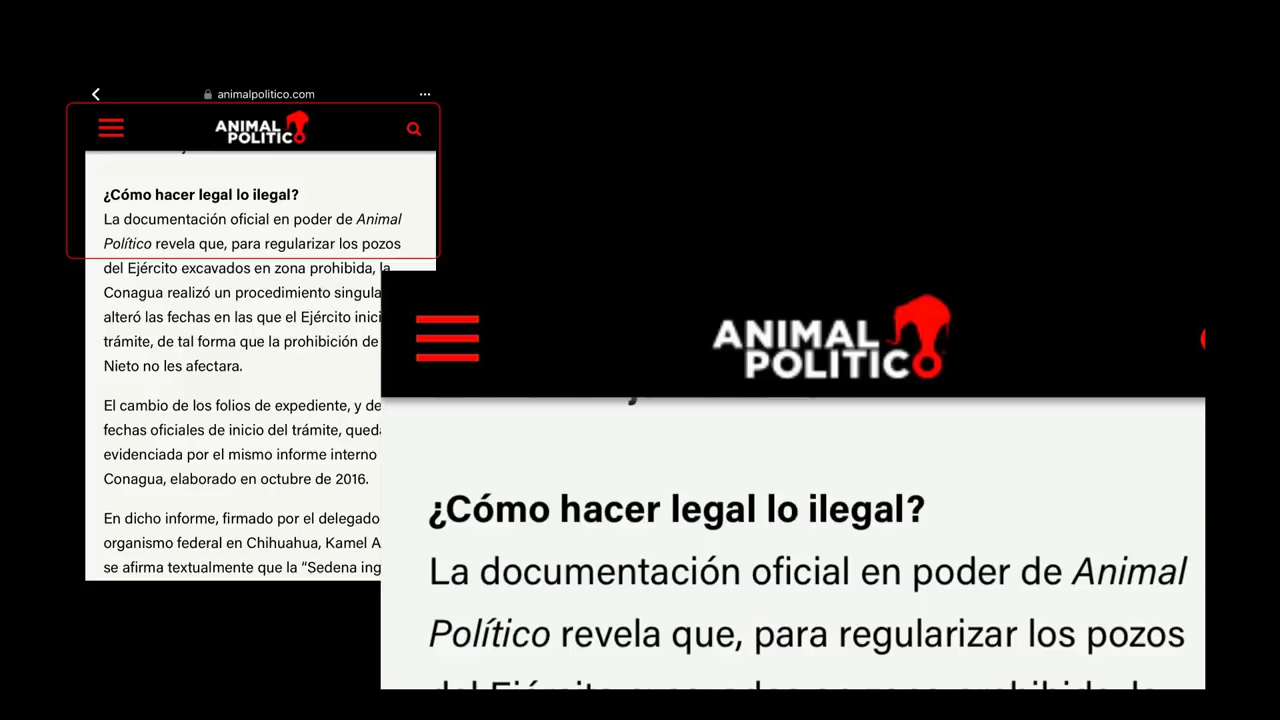 animalpolitico.com
ANIMAL
POLITICO
¿Cómo hacer legal lo ilegal?
La documentación oficial en poder de Animal
Político revela que, para regularizar los pozos
del Ejército excavados en zona prohibida, la
Conagua realizó un procedimiento
alteró las fechas en las que el Ejército
trámite, de tal forma que la prohibición de
Nieto no les afectara.
El cambio de los folios de expediente, y de
fechas oficiales de inicio del trámite,
evidenciada por el mismo informe interno
Conagua, elaborado en octubre de 2016.
En dicho informe, firmado por el delegado
organismo federal en Chihuahua, Kamel A
se afirma textualmente que la “Sedena ing
ANIMAL
POLITICO
¿Cómo hacer legal lo ilegal?
La documentación oficial en poder de Animal
Político revela que, para regularizar los pozos